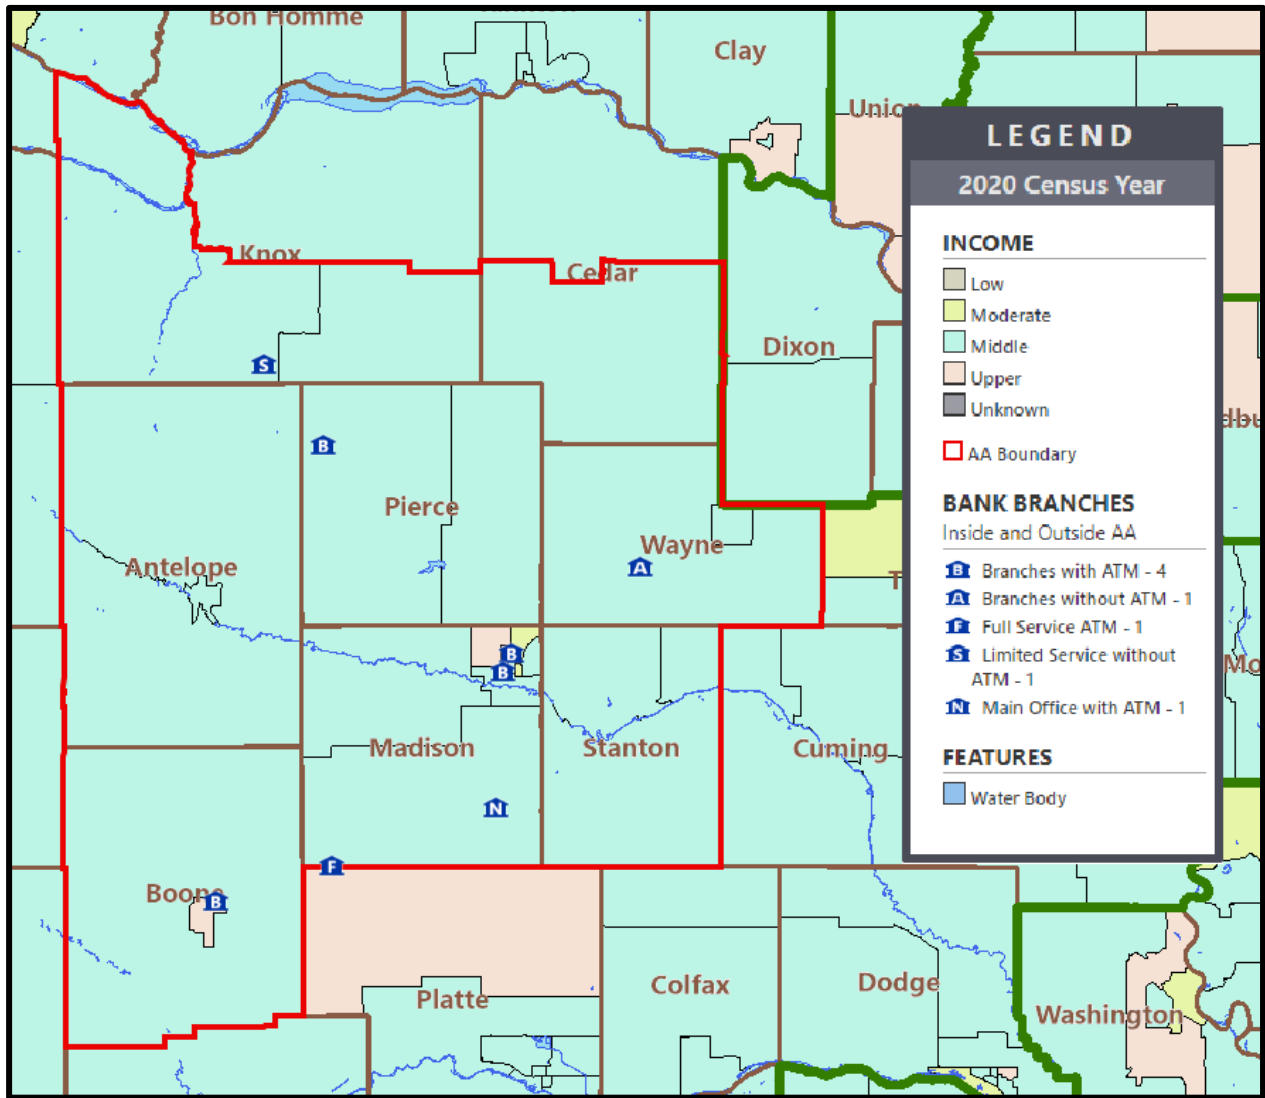 Bon Homme
Clay
Union
LEGEND
2020 Census Year
INCOME
Low
Moderate
Middle
Upper
Unknown
AA Boundary
BANK BRANCHES
Inside and Outside AA
B Branches with ATM - 4
A Branches without ATM - 1
F Full Service ATM - 1
S Limited Service without
ATM - 1
N Main Office with ATM - 1
FEATURES
Water Body
Knox
Cedar
Dixon
S
B
Pierce
Wayne
A
Antelope
T
B
B
Madison
Stanton
Cuming
Mo
N
F
Boone
B
Platte
Colfax
Dodge
Washington
dbu